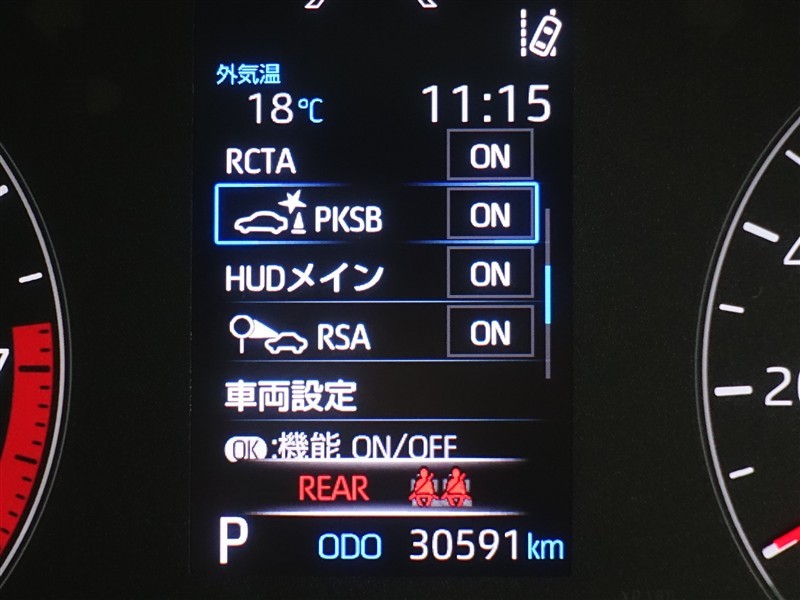 外気温
18℃ 11:15
RCTA ON
PKSB ON
HUDメイン ON
RSA ON
車両設定
OK:機能 ON/OFF
REAR
P ODO 30591km